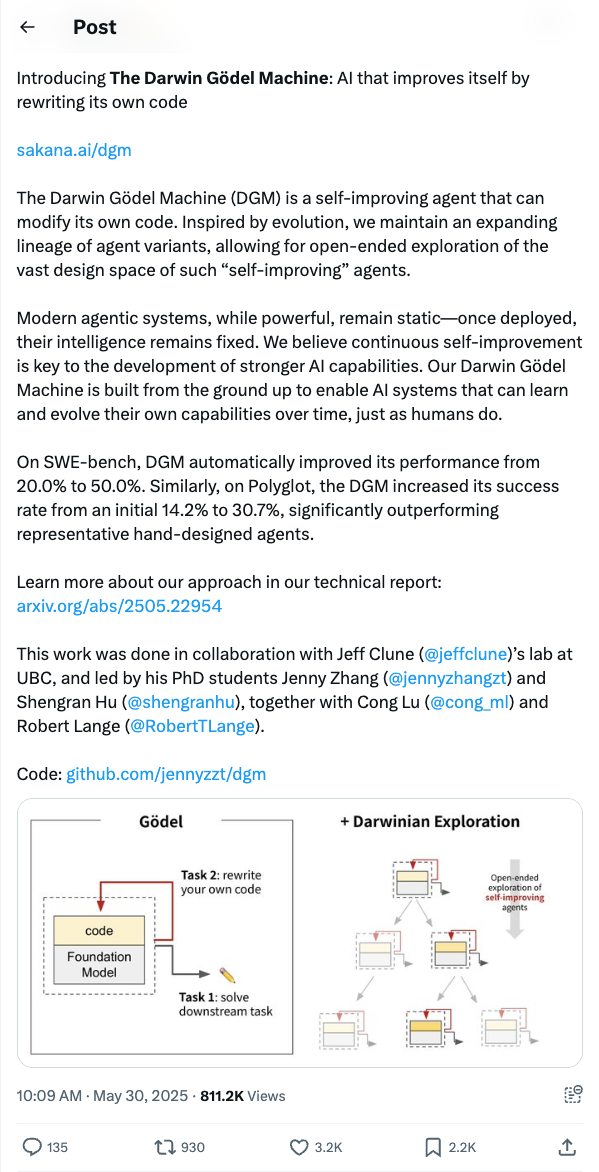 Post
Introducing The Darwin Gödel Machine: AI that improves itself by
rewriting its own code
sakana.ai/dgm
The Darwin Gödel Machine (DGM) is a self-improving agent that can
modify its own code. Inspired by evolution, we maintain an expanding
lineage of agent variants, allowing for open-ended exploration of the
vast design space of such “self-improving” agents.
Modern agentic systems, while powerful, remain static—once deployed,
their intelligence remains fixed. We believe continuous self-improvement
is key to the development of stronger AI capabilities. Our Darwin Gödel
Machine is built from the ground up to enable AI systems that can learn
and evolve their own capabilities over time, just as humans do.
On SWE-bench, DGM automatically improved its performance from
20.0% to 50.0%. Similarly, on Polyglot, the DGM increased its success
rate from an initial 14.2% to 30.7%, significantly outperforming
representative hand-designed agents.
Learn more about our approach in our technical report:
arxiv.org/abs/2505.22954
This work was done in collaboration with Jeff Clune (@jeffclune)’s lab at
UBC, and led by his PhD students Jenny Zhang (@jennyzhangzt) and
Shengran Hu (@shengranhu), together with Cong Lu (@cong_ml) and
Robert Lange (@RobertTLange).
Code: github.com/jennyzzt/dgm
Gödel
Task 2: rewrite
your own code
code
Foundation
Model
Task 1: solve
downstream task
+ Darwinian Exploration
Open-ended
exploration of
self-improving
agents
10:09 AM · May 30, 2025 · 811.2K Views
135 930 3.2K 2.2K